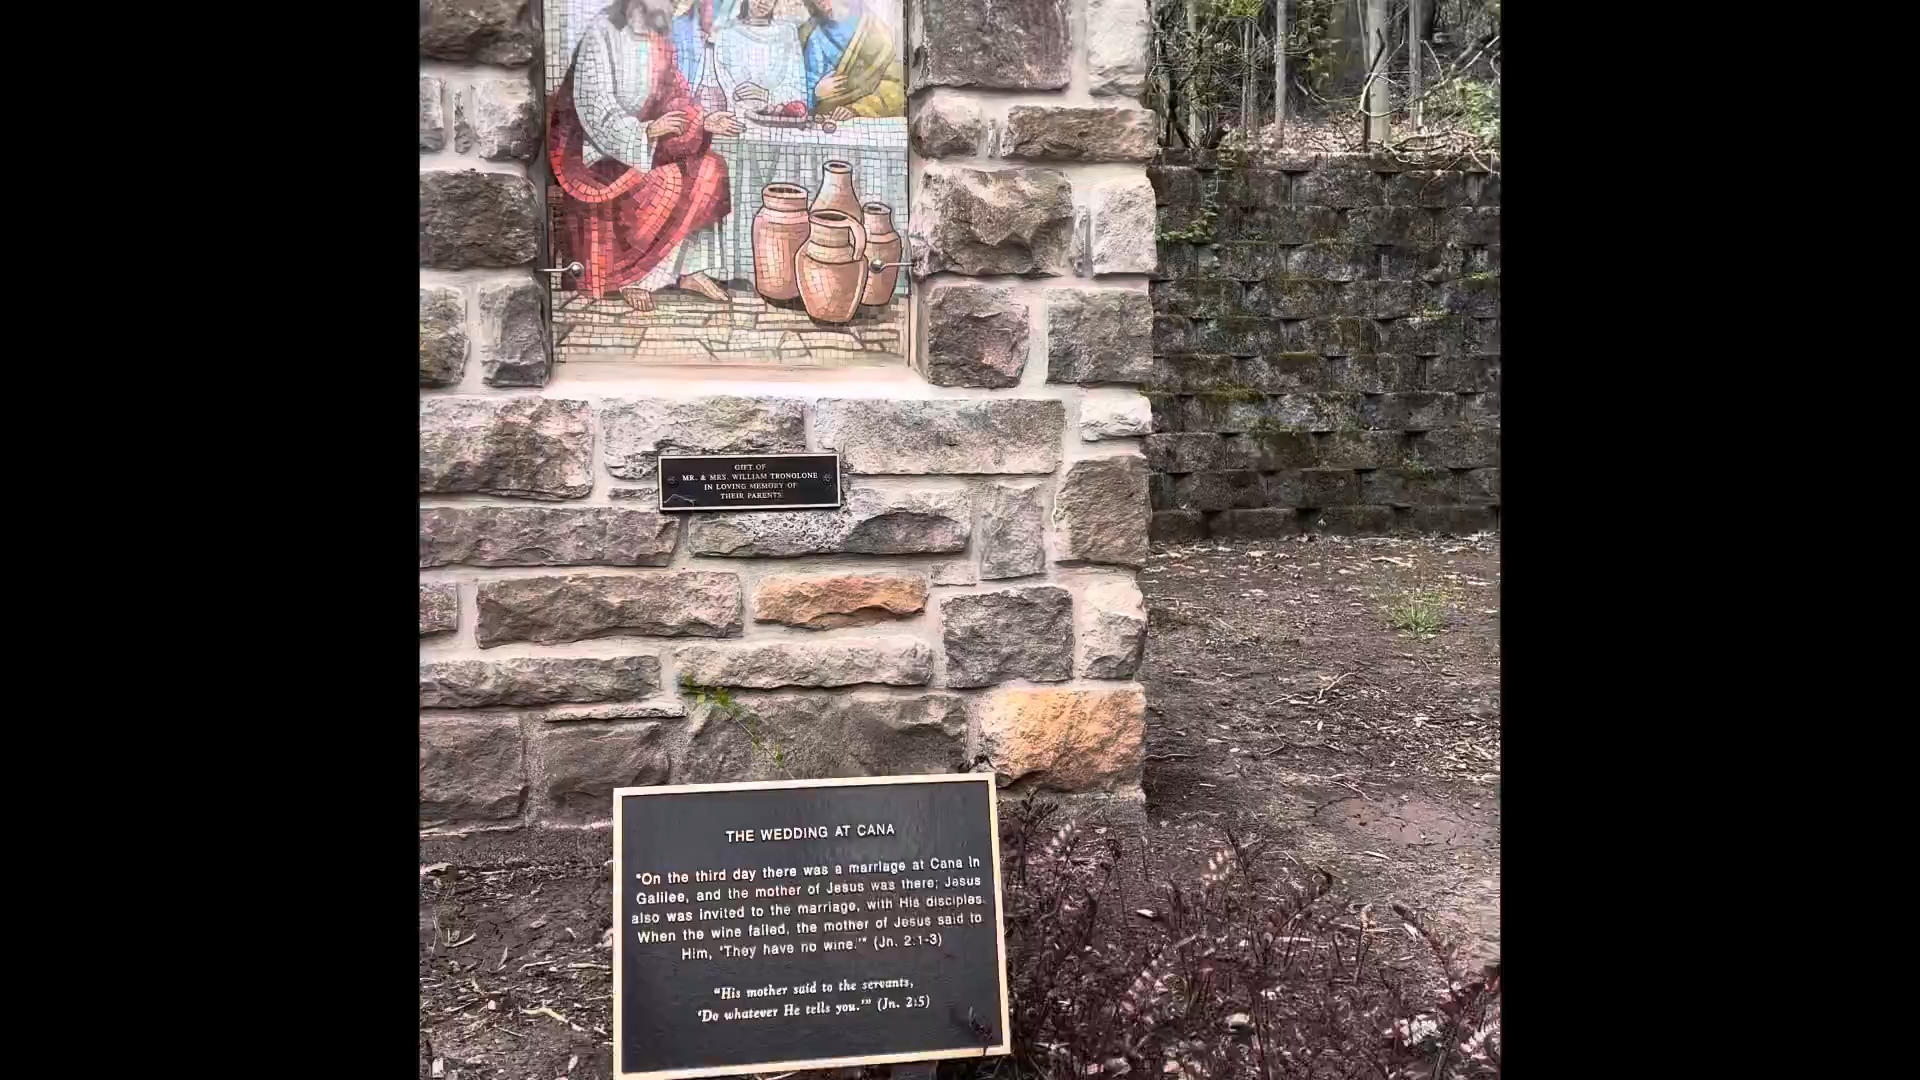 GIFT OF
MR. & MRS. WILLIAM TRONOLONE
IN LOVING MEMORY OF
THEIR PARENTS
THE WEDDING AT CANA
"On the third day there was a marriage at Cana in
Galilee, and the mother of Jesus was there; Jesus
also was invited to the marriage, with His disciples.
When the wine failed, the mother of Jesus said to
Him, 'They have no wine.'" (Jn. 2:1-3)
"His mother said to the servants,
'Do whatever He tells you.'" (Jn. 2:5)